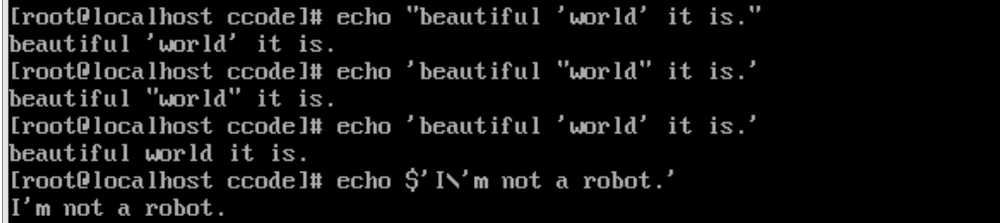 [root@localhost ccode]# echo "beautiful 'world' it is."
beautiful 'world' it is.
[root@localhost ccode]# echo 'beautiful "world" it is.'
beautiful "world" it is.
[root@localhost ccode]# echo 'beautiful 'world' it is.'
beautiful world it is.
[root@localhost ccode]# echo $'I\'m not a robot.'
I'm not a robot.